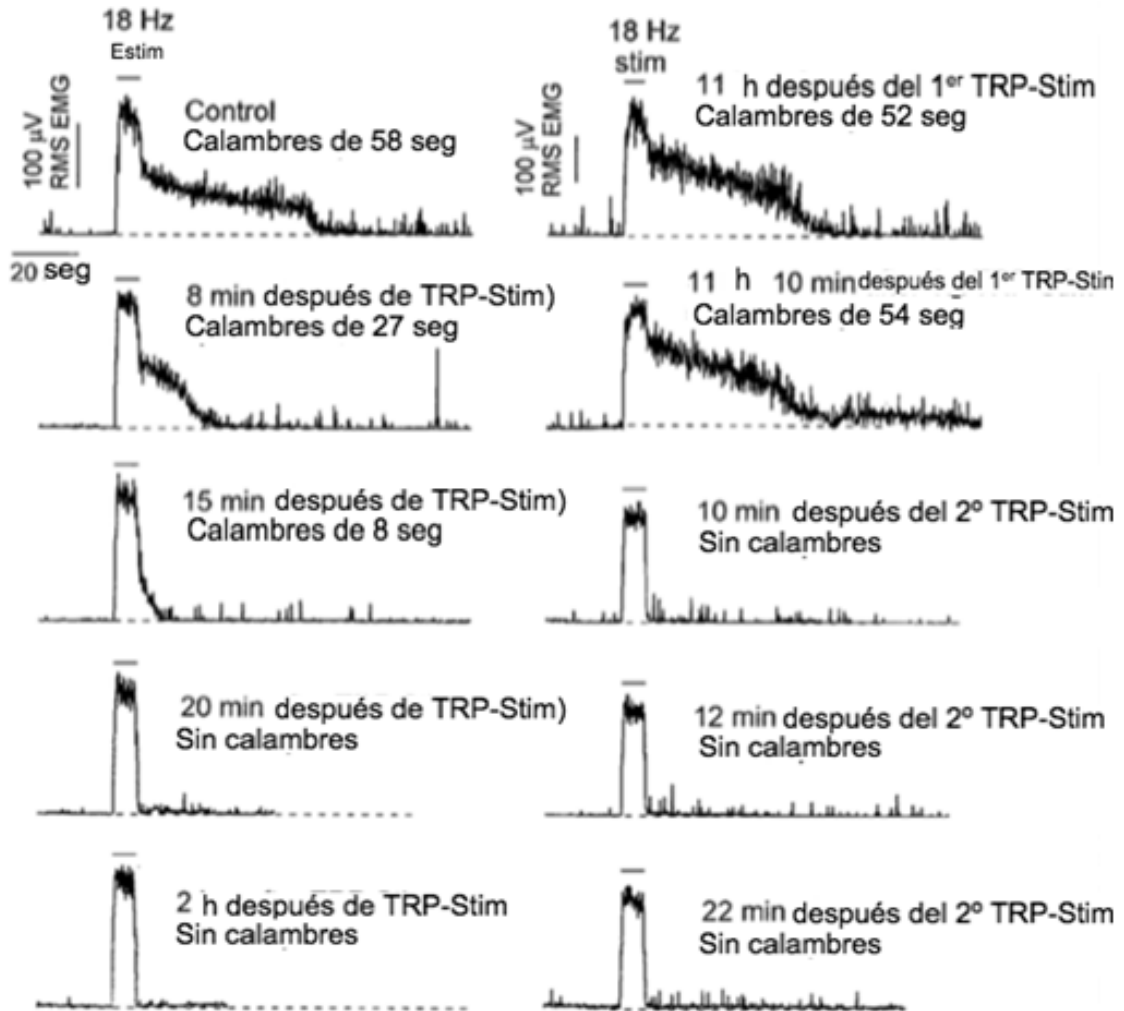 18 Hz
Estim
100 µV
RMS EMG
Control
Calambres de 58 seg
20 seg
8 min después de TRP-Stim)
Calambres de 27 seg
15 min después de TRP-Stim)
Calambres de 8 seg
20 min después de TRP-Stim)
Sin calambres
2 h después de TRP-Stim
Sin calambres
18 Hz
stim
100 µV
RMS EMG
11 h después del 1er TRP-Stim
Calambres de 52 seg
11 h 10 min después del 1er TRP-Stin
Calambres de 54 seg
10 min después del 2º TRP-Stim
Sin calambres
12 min después del 2º TRP-Stim
Sin calambres
22 min después del 2º TRP-Stim
Sin calambres